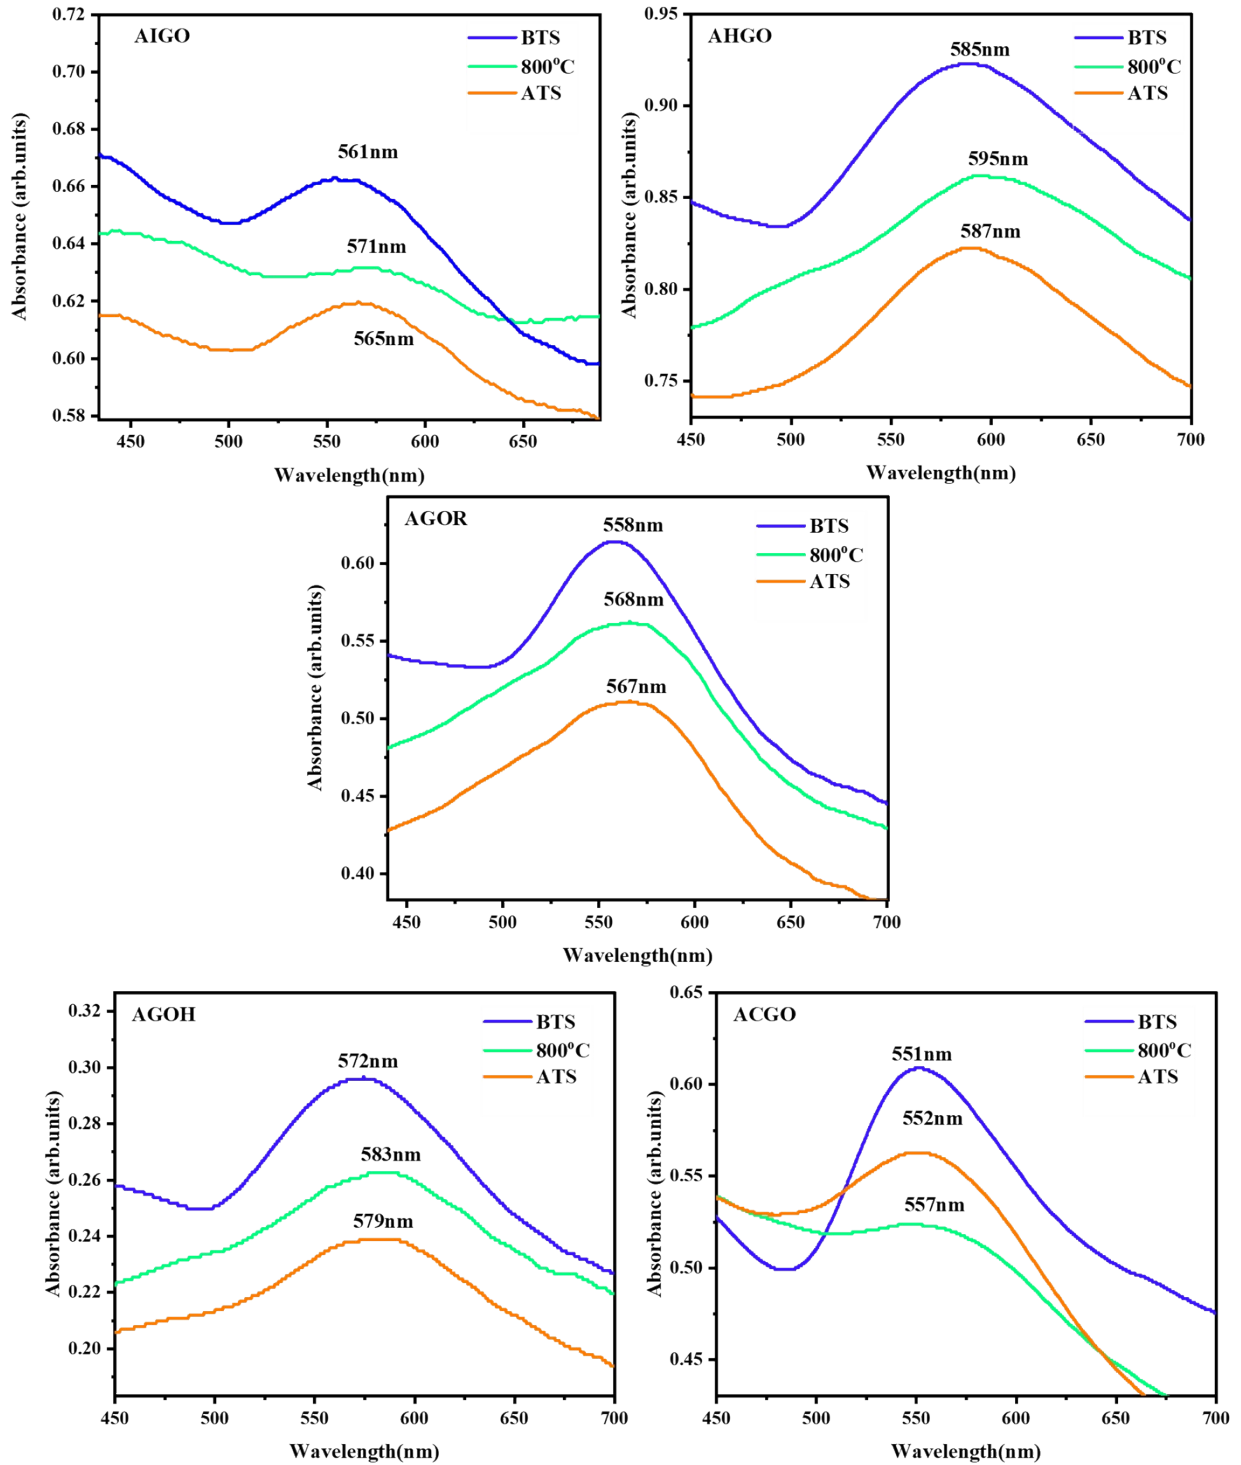 AIGO
BTS
800°C
ATS
561nm
571nm
565nm
0.72
0.70
0.68
0.66
0.64
0.62
0.60
0.58
450
500
550
600
650
Absorbance (arb.units)
Wavelength(nm)
AHGO
BTS
800°C
ATS
585nm
595nm
587nm
0.95
0.90
0.85
0.80
0.75
450
500
550
600
650
700
Absorbance (arb.units)
Wavelength(nm)
AGOR
BTS
800°C
ATS
558nm
568nm
567nm
0.60
0.55
0.50
0.45
0.40
450
500
550
600
650
700
Absorbance (arb.units)
Wavelength(nm)
AGOH
BTS
800°C
ATS
572nm
583nm
579nm
0.32
0.30
0.28
0.26
0.24
0.22
0.20
450
500
550
600
650
700
Absorbance (arb.units)
Wavelength(nm)
ACGO
BTS
800°C
ATS
551nm
552nm
557nm
0.65
0.60
0.55
0.50
0.45
450
500
550
600
650
700
Absorbance (arb.units)
Wavelength(nm)